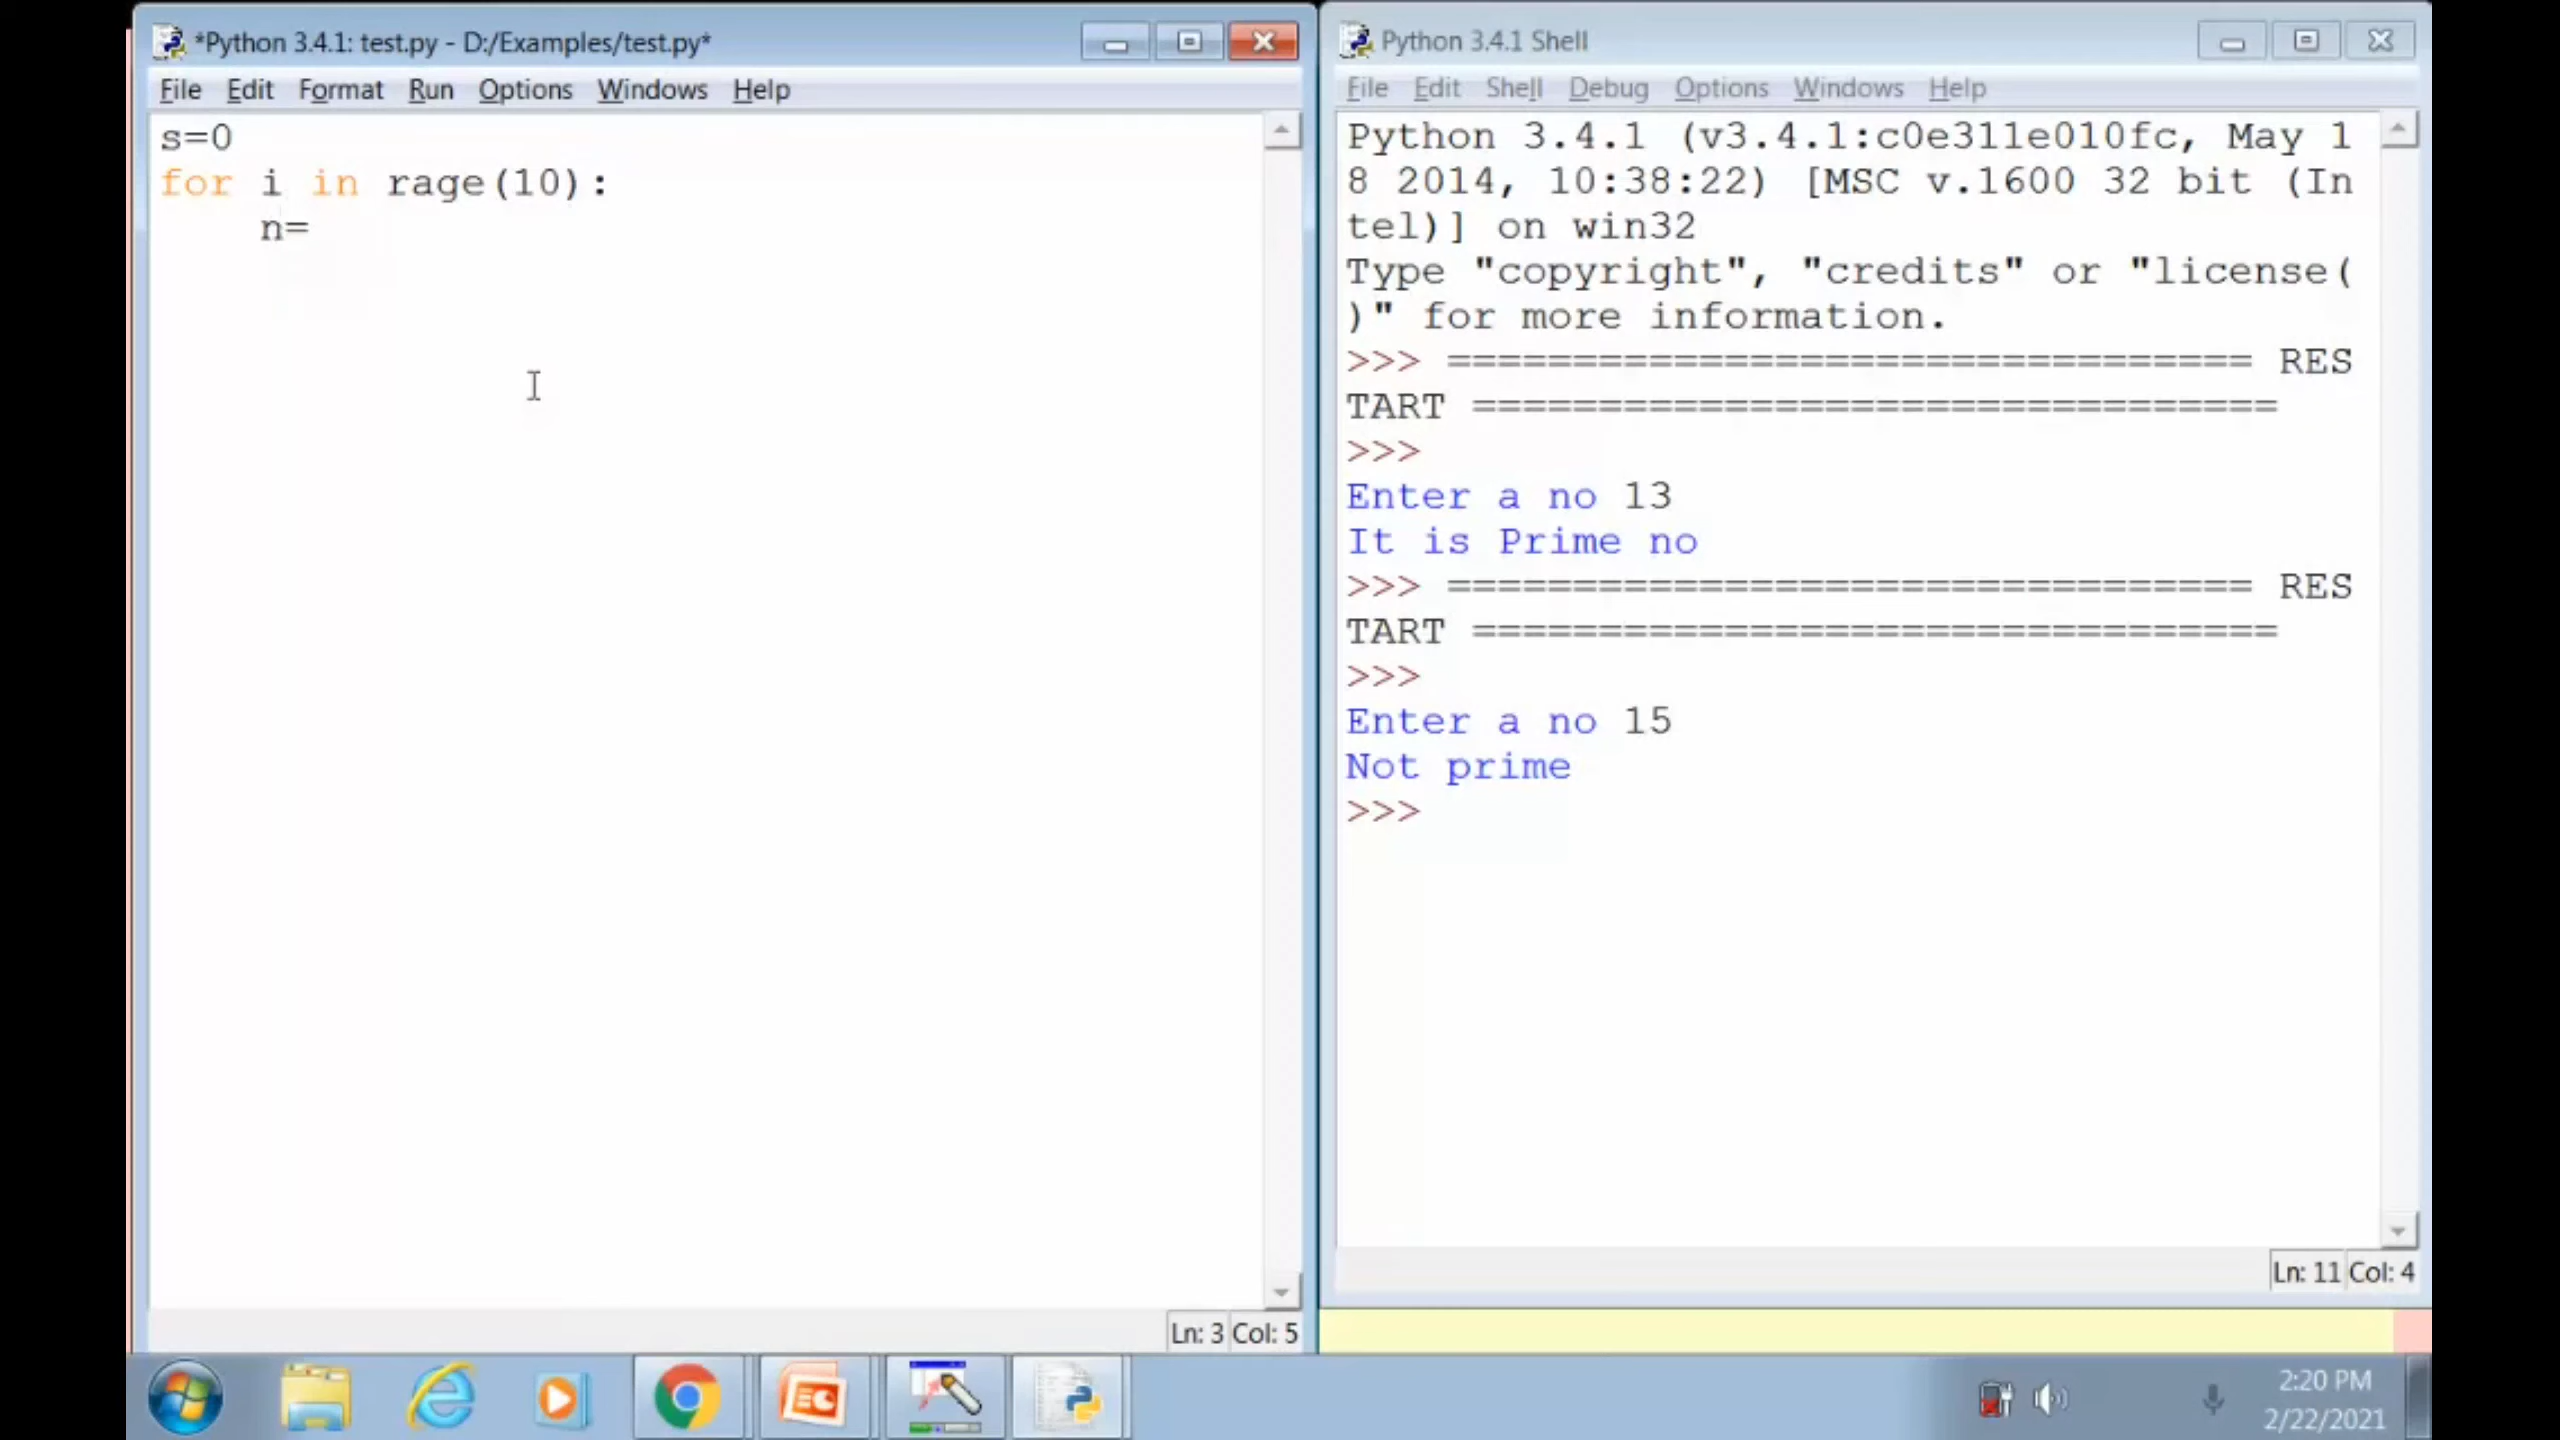 *Python 3.4.1: test.py - D:/Examples/test.py*
File Edit Format Run Options Windows Help
s=0
for i in rage(10):
    n=
Ln: 3 Col: 5
Python 3.4.1 Shell
File Edit Shell Debug Options Windows Help
Python 3.4.1 (v3.4.1:c0e311e010fc, May 1
8 2014, 10:38:22) [MSC v.1600 32 bit (In
tel)] on win32
Type "copyright", "credits" or "license(
)" for more information.
>>> ================================ RES
TART ================================
>>>
Enter a no 13
It is Prime no
>>> ================================ RES
TART ================================
>>>
Enter a no 15
Not prime
>>>
Ln: 11 Col: 4
2:20 PM
2/22/2021